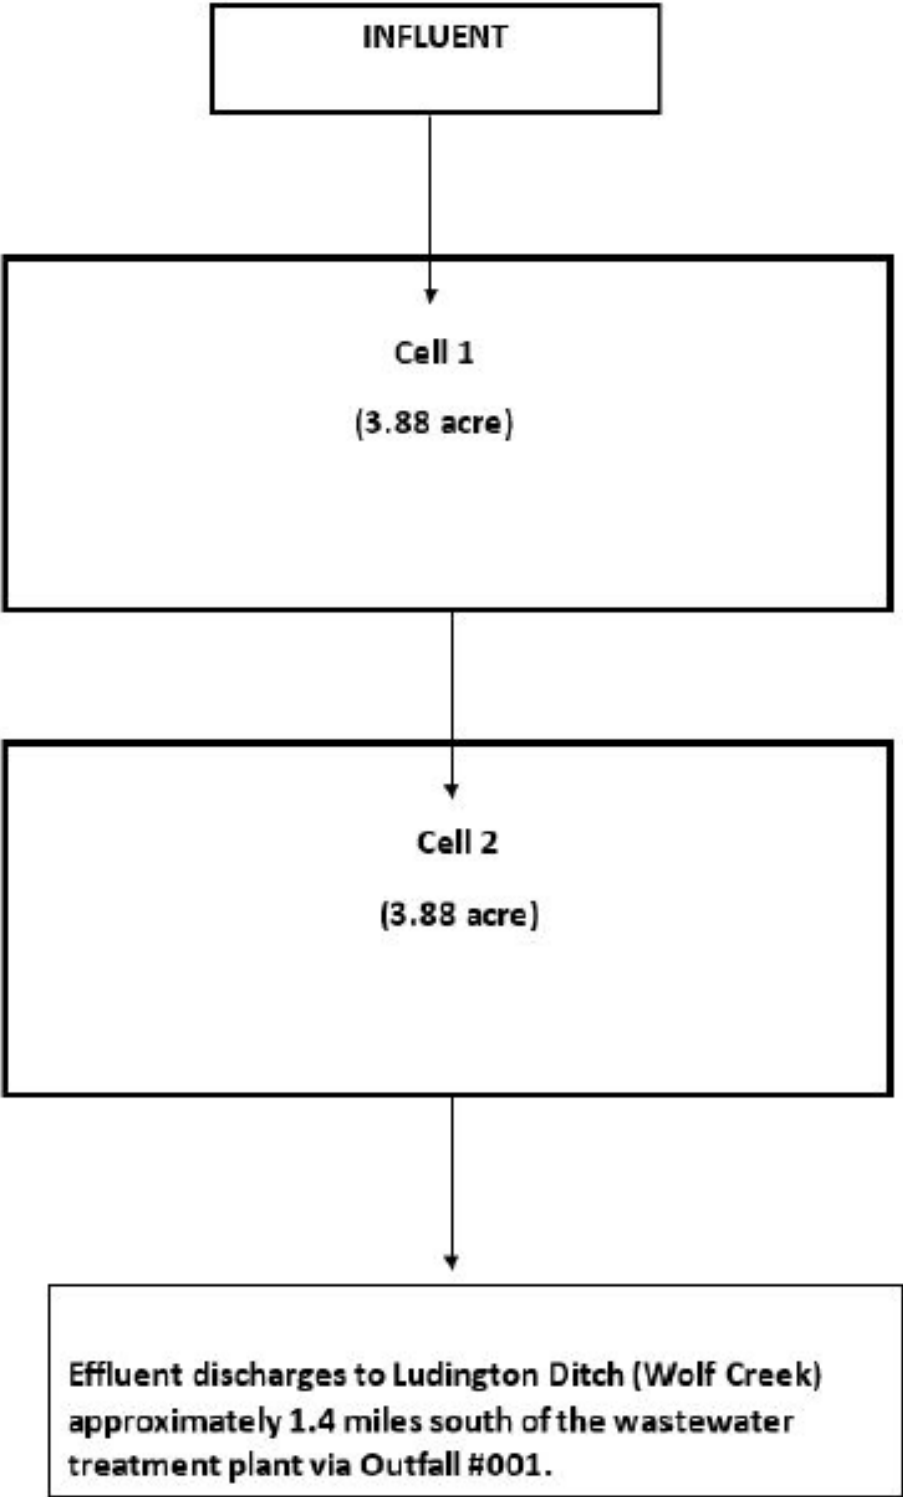 INFLUENT
Cell 1
(3.88 acre)
Cell 2
(3.88 acre)
Effluent discharges to Ludington Ditch (Wolf Creek)
approximately 1.4 miles south of the wastewater
treatment plant via Outfall #001.